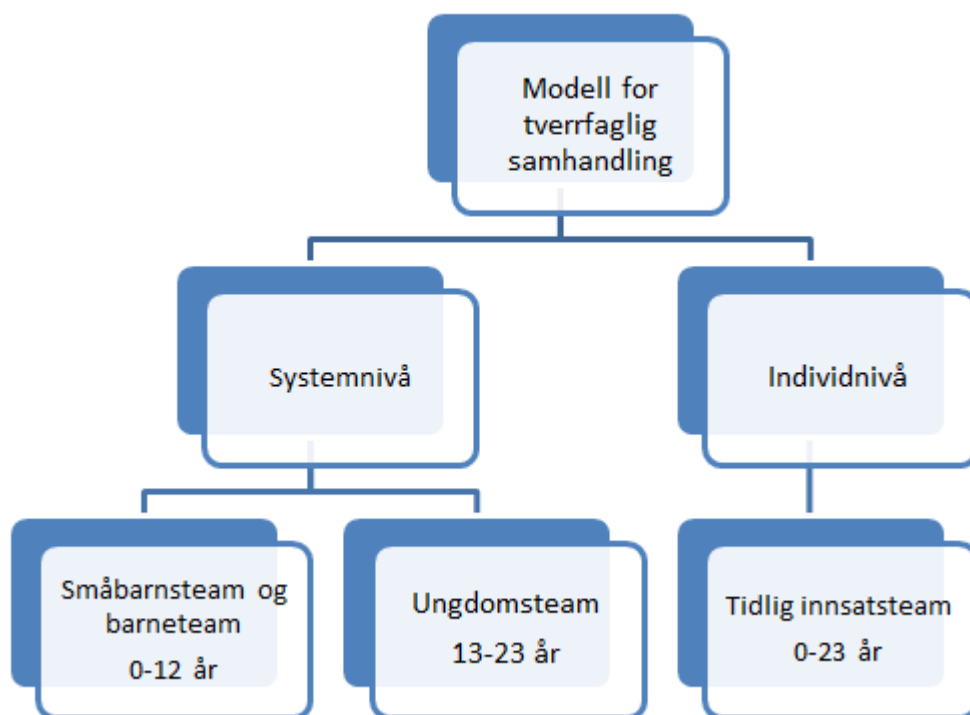 Modell for
tverrfaglig
samhandling
Systemnivå
Individnivå
Småbarnsteam og
barneteam
0-12 år
Ungdomsteam
13-23 år
Tidlig innsatsteam
0-23 år